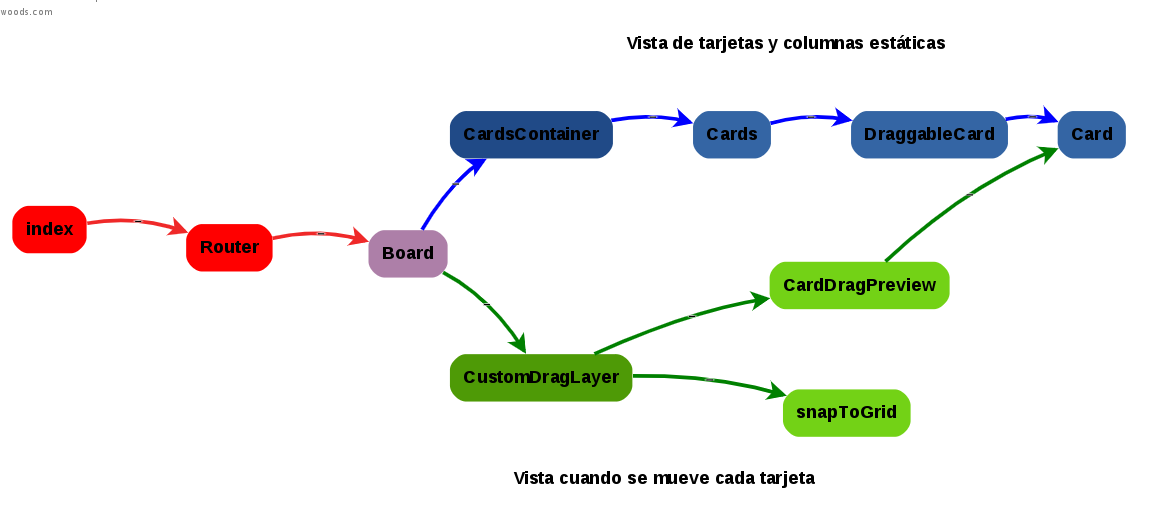 woods.com
Vista de tarjetas y columnas estáticas
CardsContainer
Cards
DraggableCard
Card
index
Router
Board
CardDragPreview
CustomDragLayer
snapToGrid
Vista cuando se mueve cada tarjeta